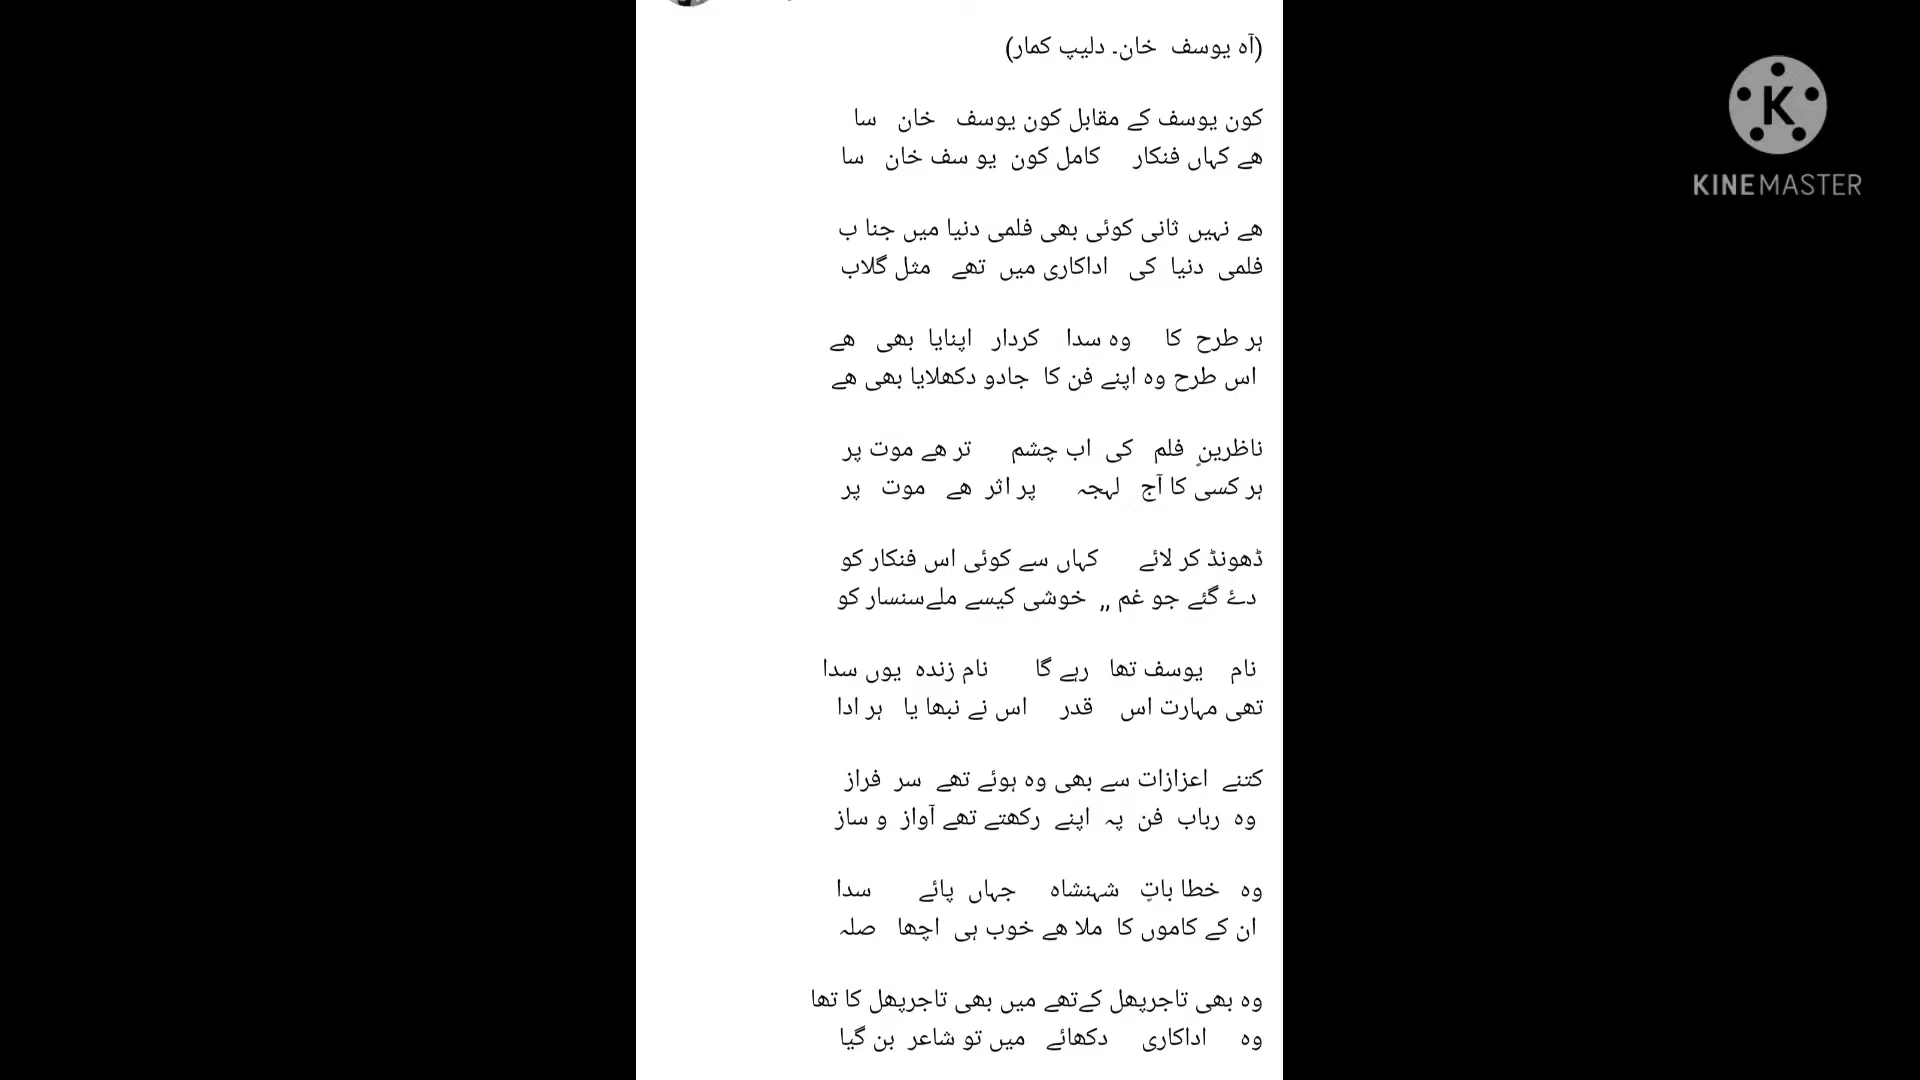 (آہ یوسف خان۔ دلیپ کمار)
کون یوسف کے مقابل کون یوسف خان سا
ھے کہاں فنکار کامل کون یو سف خان سا
ھے نہیں ثانی کوئی بھی فلمی دنیا میں جنا ب
فلمی دنیا کی اداکاری میں تھے مثل گلاب
ہر طرح کا وہ سدا کردار اپنایا بھی ھے
اس طرح وہ اپنے فن کا جادو دکھلایا بھی ھے
ناظرینٍ فلم کی اب چشم تر ھے موت پر
ہر کسی کا آج لہجہ پر اثر ھے موت پر
ڈھونڈ کر لائے کہاں سے کوئی اس فنکار کو
دۓ گئے جو غم ,, خوشی کیسے ملےسنسار کو
نام یوسف تھا رہے گا نام زندہ یوں سدا
تھی مہارت اس قدر اس نے نبھا یا ہر ادا
کتنے اعزازات سے بھی وہ ہوئے تھے سر فراز
وہ رباب فن پہ اپنے رکھتے تھے آواز و ساز
وہ خطا باتٍ شہنشاہ جہاں پائے سدا
ان کے کاموں کا ملا ھے خوب ہی اچھا صلہ
وہ بھی تاجرپھل کےتھے میں بھی تاجرپھل کا تھا
وہ اداکاری دکھائے میں تو شاعر بن گیا
K
KINEMASTER